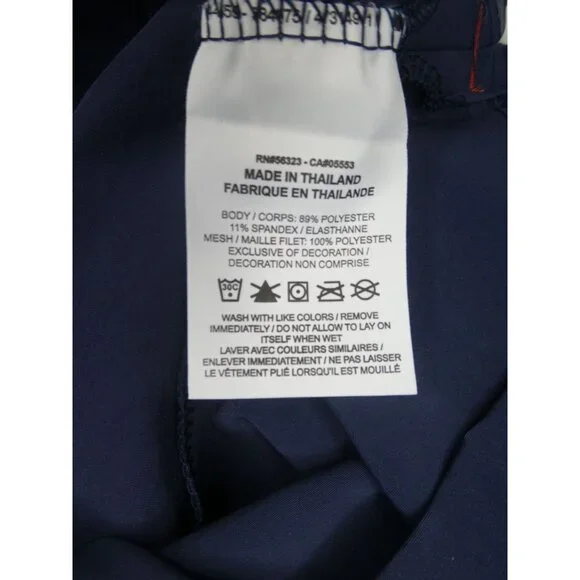 RN#56323 - CA#05553
MADE IN THAILAND
FABRIQUE EN THAILANDE
BODY / CORPS: 89% POLYESTER
11% SPANDEX / ELASTHANNE
MESH / MAILLE FILET: 100% POLYESTER
EXCLUSIVE OF DECORATION /
DECORATION NON COMPRISE
30C
WASH WITH LIKE COLORS / REMOVE
IMMEDIATELY / DO NOT ALLOW TO LAY ON
ITSELF WHEN WET
LAVER AVEC COULEURS SIMILAIRES /
ENLEVER IMMEDIATEMENT / NE PAS LAISSER
LE VÊTEMENT PLIÉ LORSQU'IL EST MOUILLÉ